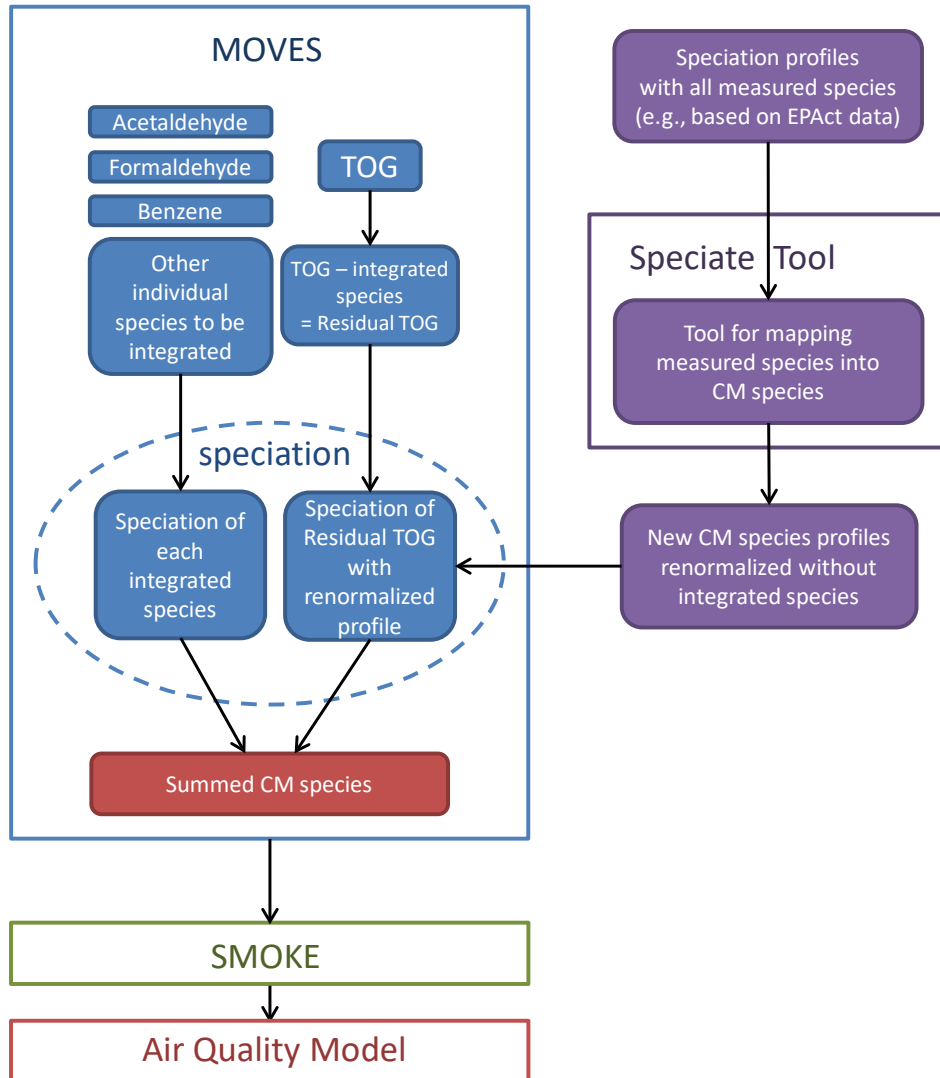 MOVES
Acetaldehyde
Formaldehyde
Benzene
Other
individual
species to be
integrated
TOG
TOG – integrated
species
= Residual TOG
speciation
Speciation of
each
integrated
species
Speciation of
Residual TOG
with
renormalized
profile
Summed CM species
Speciation profiles
with all measured species
(e.g., based on EPAct data)
Speciate Tool
Tool for mapping
measured species into
CM species
New CM species profiles
renormalized without
integrated species
SMOKE
Air Quality Model